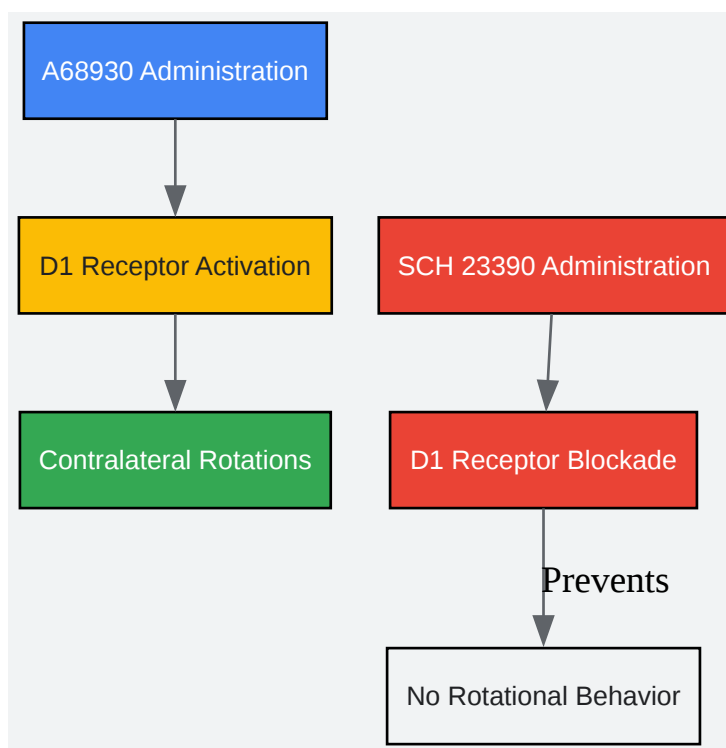 A68930 Administration
D1 Receptor Activation
SCH 23390 Administration
Contralateral Rotations
D1 Receptor Blockade
Prevents
No Rotational Behavior